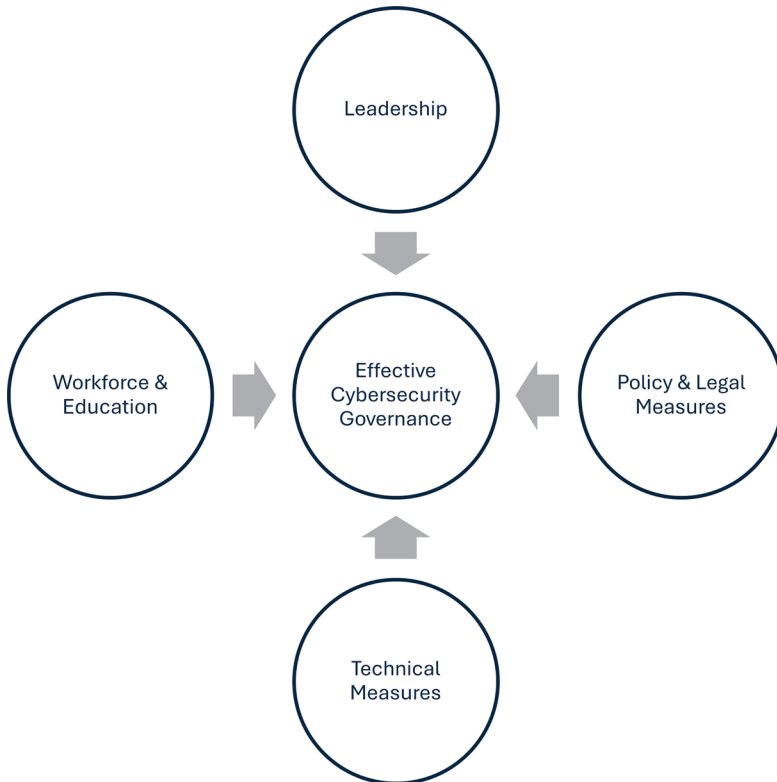 Leadership
Workforce &
Education
Effective
Cybersecurity
Governance
Policy & Legal
Measures
Technical
Measures